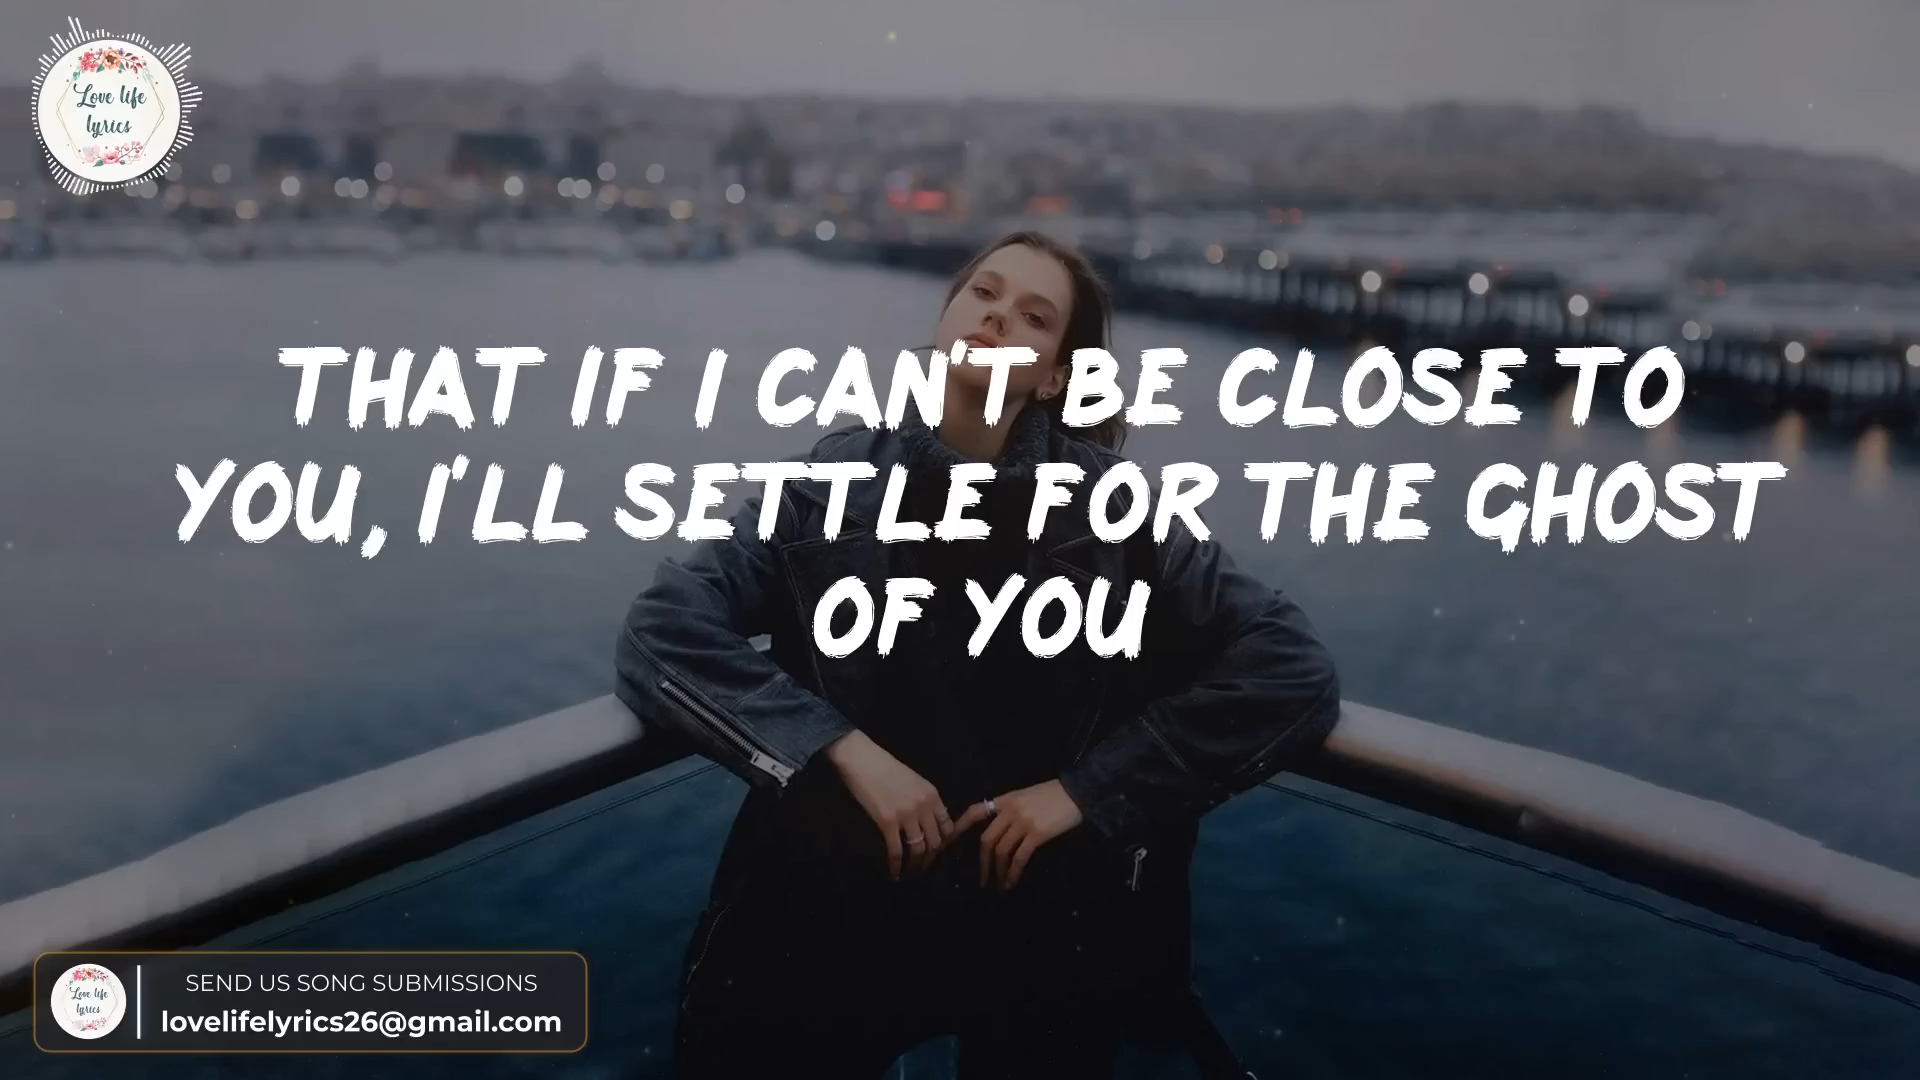 Love life
lyrics
THAT IF I CAN'T BE CLOSE TO
YOU, I'LL SETTLE FOR THE GHOST
OF YOU
Love life
lyrics
SEND US SONG SUBMISSIONS
lovelifelyrics26@gmail.com